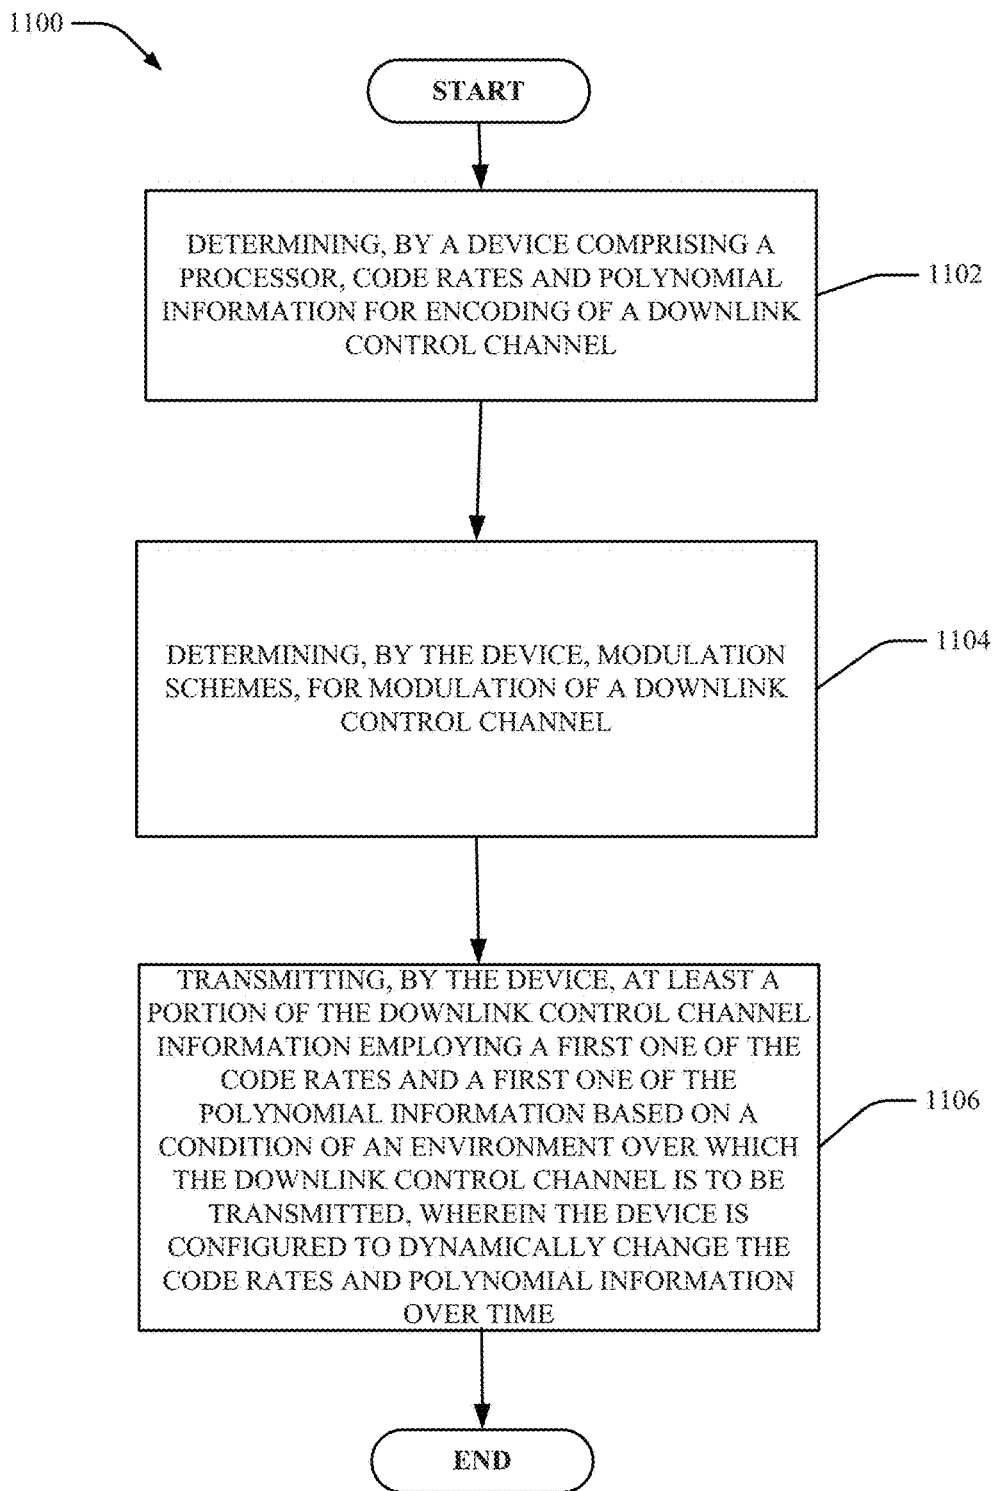 1100
START
DETERMINING, BY A DEVICE COMPRISING A
PROCESSOR, CODE RATES AND POLYNOMIAL
INFORMATION FOR ENCODING OF A DOWNLINK
CONTROL CHANNEL
1102
DETERMINING, BY THE DEVICE, MODULATION
SCHEMES, FOR MODULATION OF A DOWNLINK
CONTROL CHANNEL
1104
TRANSMITTING, BY THE DEVICE, AT LEAST A
PORTION OF THE DOWNLINK CONTROL CHANNEL
INFORMATION EMPLOYING A FIRST ONE OF THE
CODE RATES AND A FIRST ONE OF THE
POLYNOMIAL INFORMATION BASED ON A
CONDITION OF AN ENVIRONMENT OVER WHICH
THE DOWNLINK CONTROL CHANNEL IS TO BE
TRANSMITTED, WHEREIN THE DEVICE IS
CONFIGURED TO DYNAMICALLY CHANGE THE
CODE RATES AND POLYNOMIAL INFORMATION
OVER TIME
1106
END